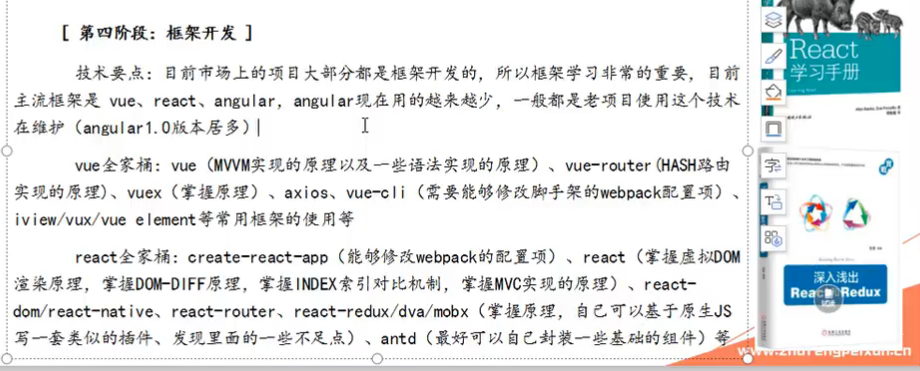 [ 第四阶段：框架开发 ]
技术要点：目前市场上的项目大部分都是框架开发的，所以框架学习非常的重要，目前
主流框架是 vue、react、angular，angular现在用的越来越少，一般都是老项目使用这个技术
在维护（angular1.0版本居多）
vue全家桶：vue（MVVM实现的原理以及一些语法实现的原理）、vue-router(HASH路由
实现的原理)、vuex（掌握原理）、axios、vue-cli（需要能够修改脚手架的webpack配置项）、
iview/vux/vue element等常用框架的使用等
react全家桶：create-react-app（能够修改webpack的配置项）、react（掌握虚拟DOM
渲染原理，掌握DOM-DIFF原理，掌握INDEX索引对比机制，掌握MVC实现的原理）、react-
dom/react-native、react-router、react-redux/dva/mobx（掌握原理，自己可以基于原生JS
写一套类似的插件、发现里面的一些不足点）、antd（最好可以自己封装一些基础的组件）等
React
学习手册
字
T
深入浅出
React Redux
www.zhufengpeixun.cn